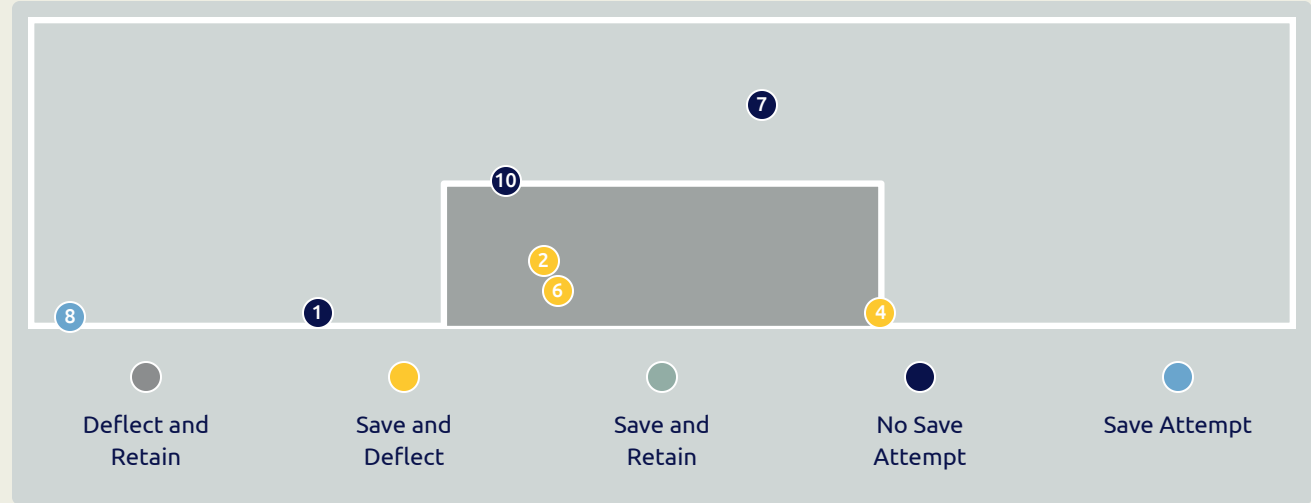 7
10
2
6
8
1
4
Deflect and
Retain
Save and
Deflect
Save and
Retain
No Save
Attempt
Save Attempt